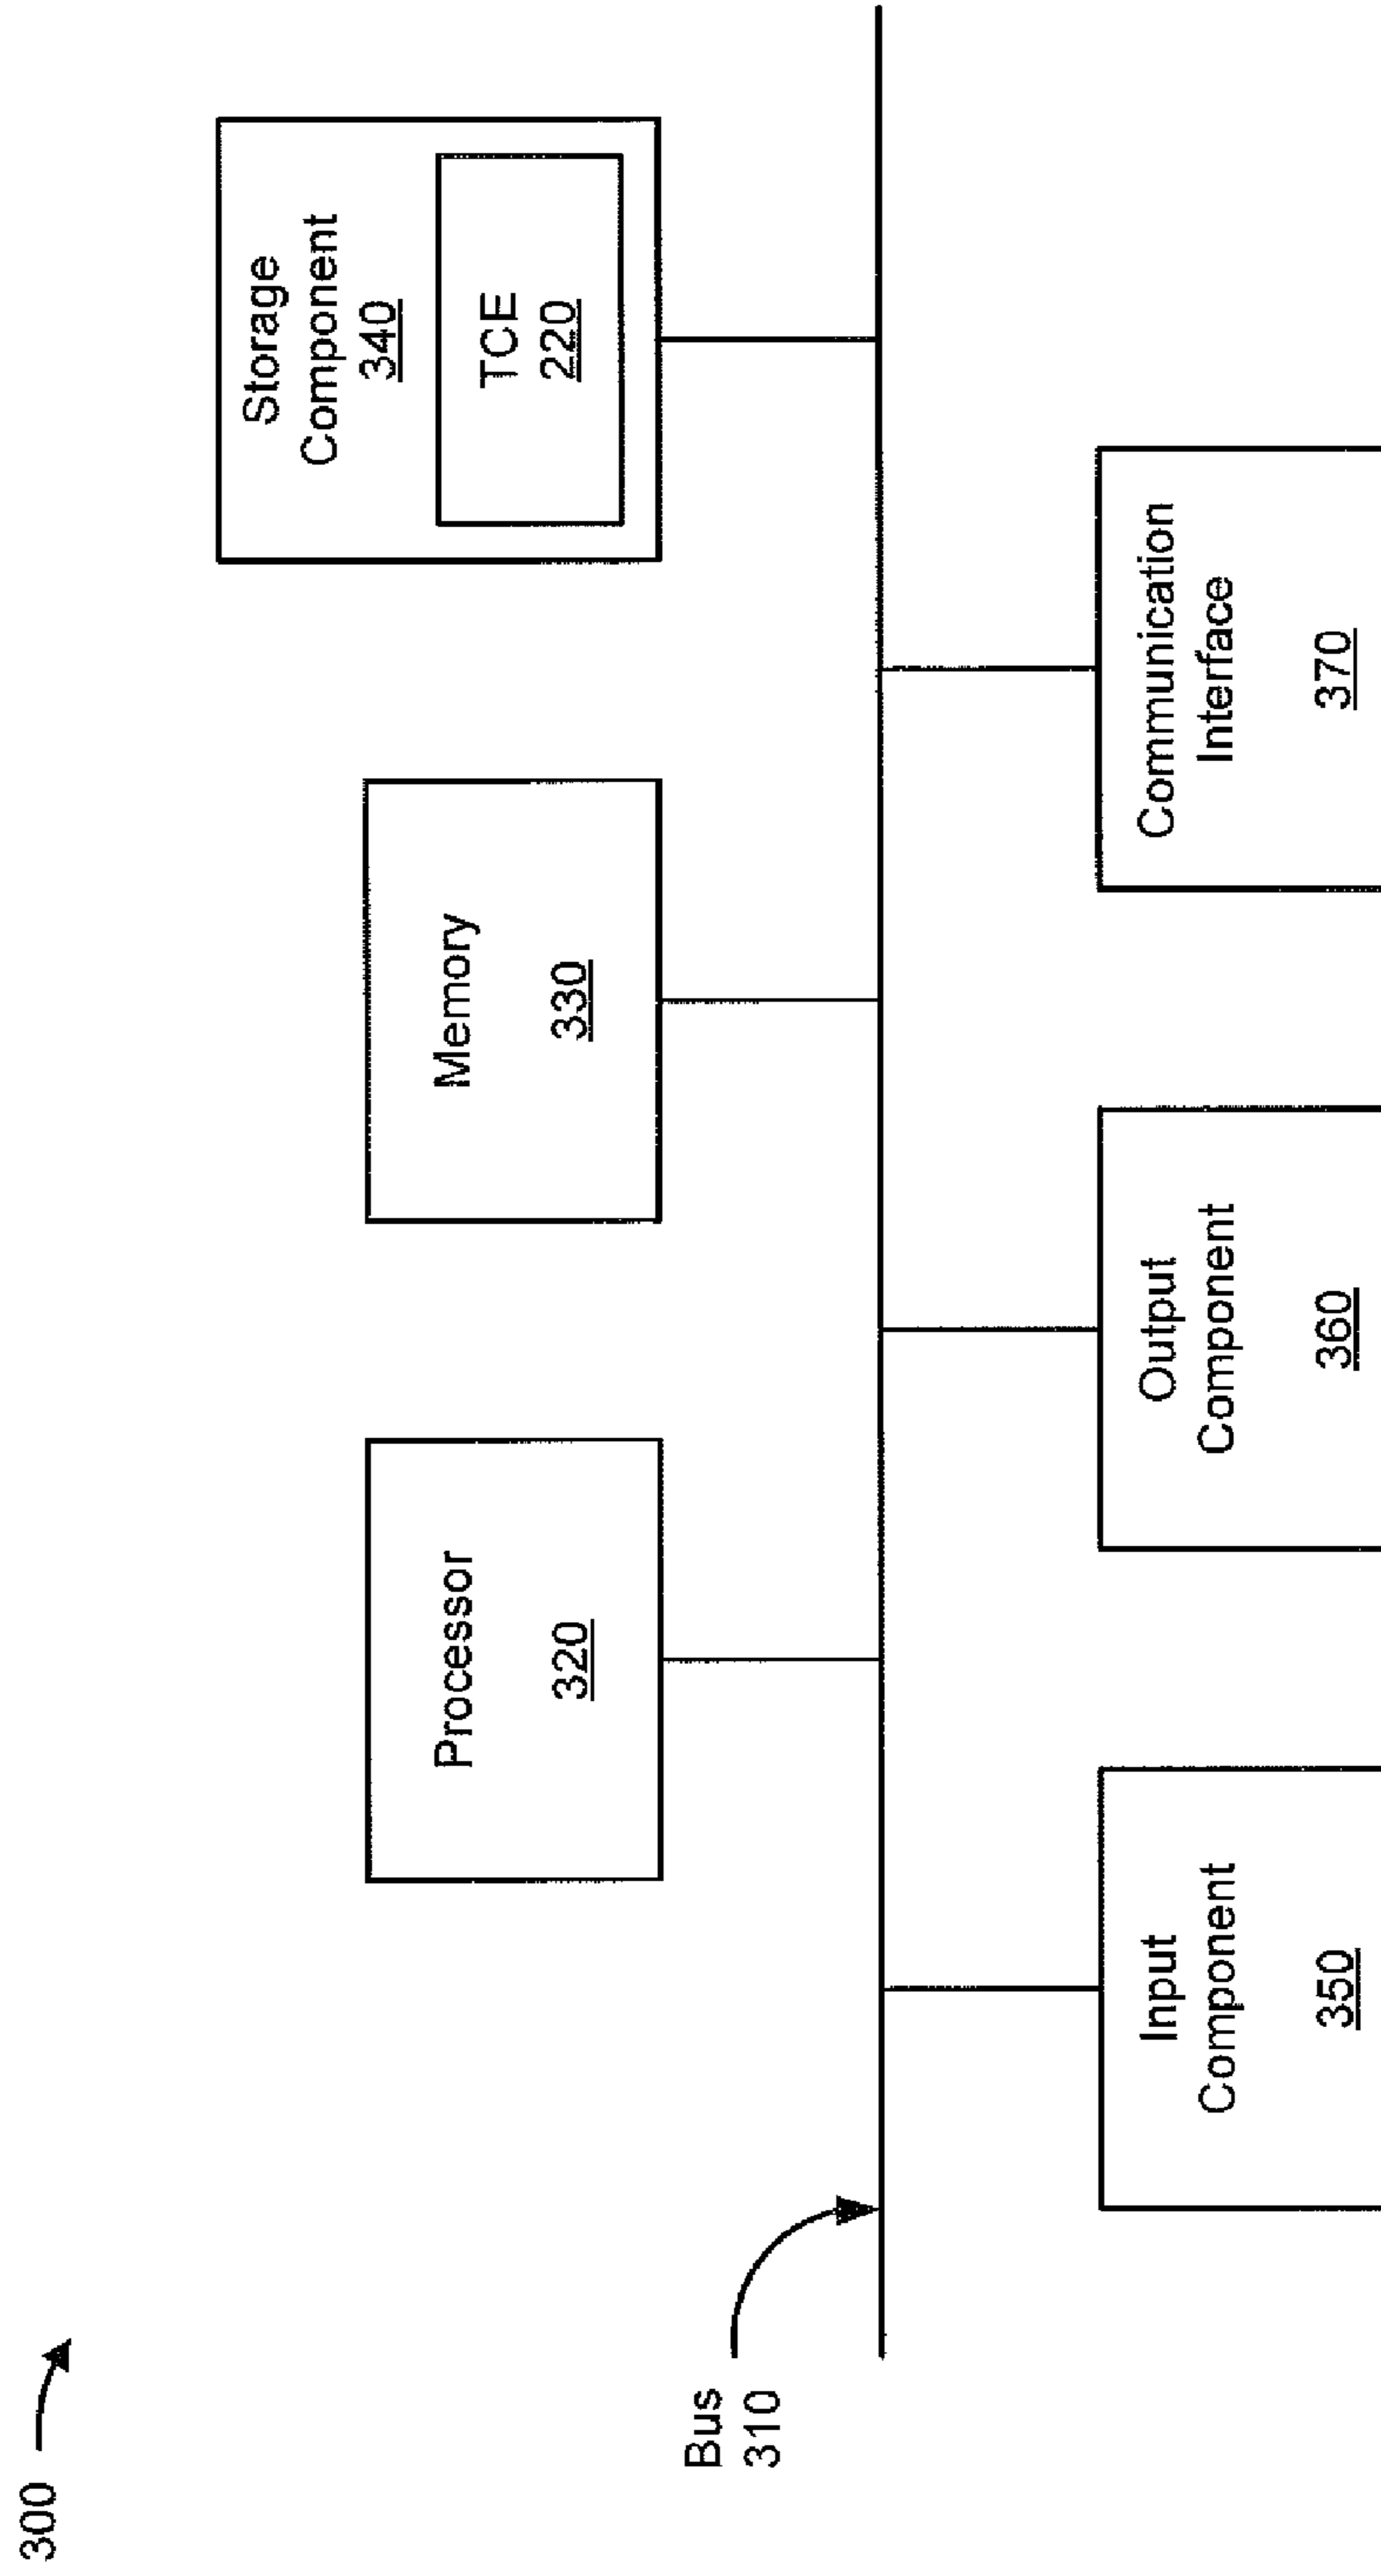 300
Bus
310
Processor
320
Memory
330
Storage
Component
340
TCE
220
Input
Component
350
Output
Component
360
Communication
Interface
370